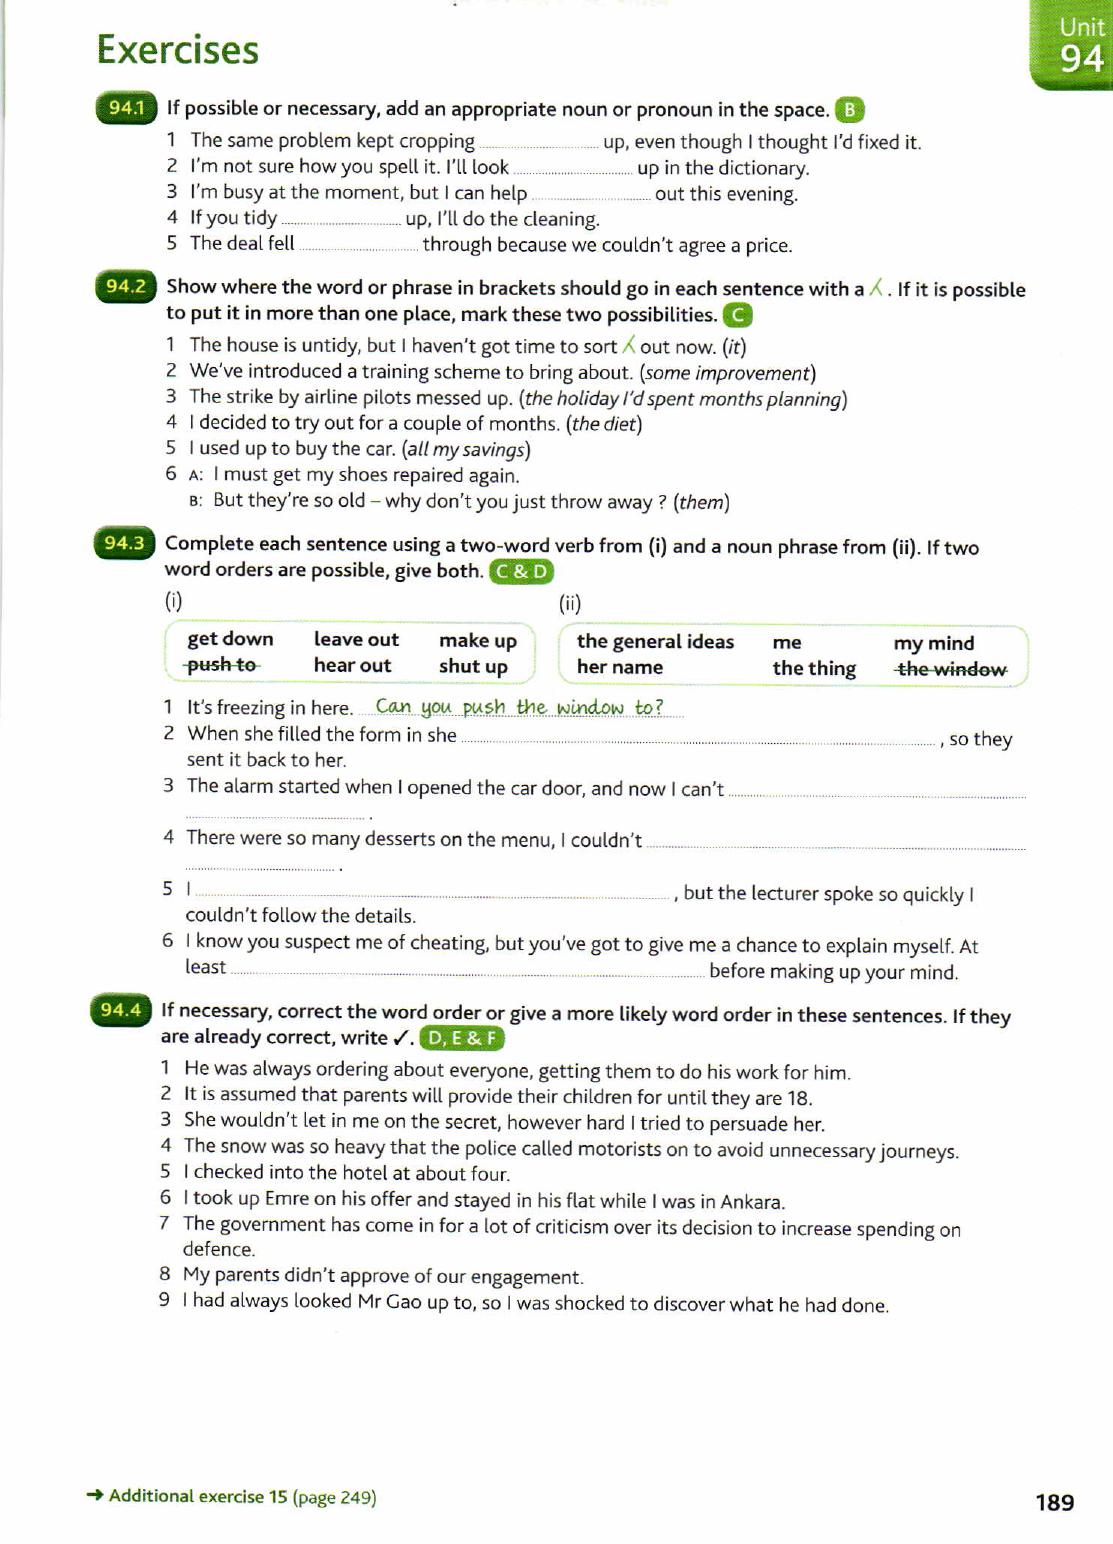 Exercises
Unit
94
94.1 If possible or necessary, add an appropriate noun or pronoun in the space. B
1 The same problem kept cropping .............................. up, even though I thought I'd fixed it.
2 I'm not sure how you spell it. I'll look .............................. up in the dictionary.
3 I'm busy at the moment, but I can help .............................. out this evening.
4 If you tidy .............................. up, I'll do the cleaning.
5 The deal fell .............................. through because we couldn't agree a price.
94.2 Show where the word or phrase in brackets should go in each sentence with a ⁁ . If it is possible
to put it in more than one place, mark these two possibilities. C
1 The house is untidy, but I haven't got time to sort ⁁ out now. (it)
2 We've introduced a training scheme to bring about. (some improvement)
3 The strike by airline pilots messed up. (the holiday I'd spent months planning)
4 I decided to try out for a couple of months. (the diet)
5 I used up to buy the car. (all my savings)
6 A: I must get my shoes repaired again.
B: But they're so old – why don't you just throw away ? (them)
94.3 Complete each sentence using a two-word verb from (i) and a noun phrase from (ii). If two
word orders are possible, give both. C & D
(i) (ii)
get down leave out make up the general ideas me my mind
push to hear out shut up her name the thing the window
1 It's freezing in here. Can you push the window to?
2 When she filled the form in she .............................. , so they
sent it back to her.
3 The alarm started when I opened the car door, and now I can't ..............................
.............................. .
4 There were so many desserts on the menu, I couldn't ..............................
.............................. .
5 I .............................. , but the lecturer spoke so quickly I
couldn't follow the details.
6 I know you suspect me of cheating, but you've got to give me a chance to explain myself. At
least .............................. before making up your mind.
94.4 If necessary, correct the word order or give a more likely word order in these sentences. If they
are already correct, write ✓. D, E & F
1 He was always ordering about everyone, getting them to do his work for him.
2 It is assumed that parents will provide their children for until they are 18.
3 She wouldn't let in me on the secret, however hard I tried to persuade her.
4 The snow was so heavy that the police called motorists on to avoid unnecessary journeys.
5 I checked into the hotel at about four.
6 I took up Emre on his offer and stayed in his flat while I was in Ankara.
7 The government has come in for a lot of criticism over its decision to increase spending on
defence.
8 My parents didn't approve of our engagement.
9 I had always looked Mr Gao up to, so I was shocked to discover what he had done.
➜ Additional exercise 15 (page 249)
189